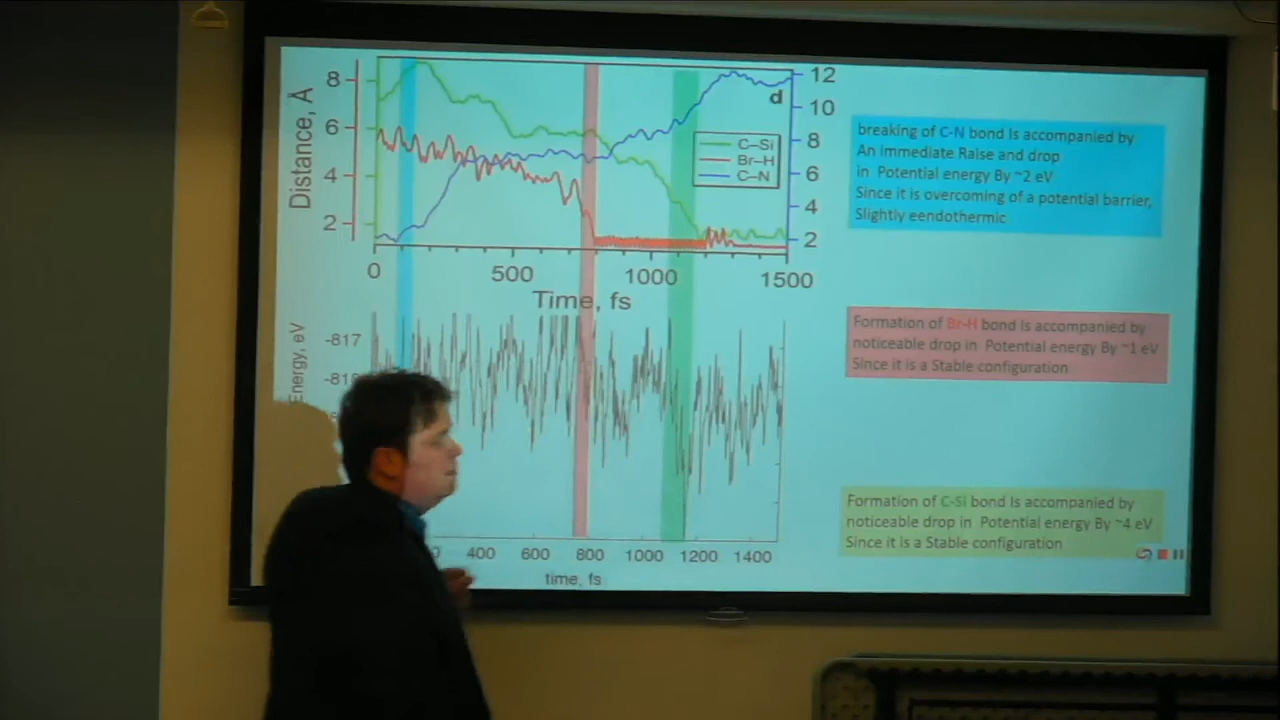 8
6
4
2
Distance, Å
12
10
8
6
4
2
d
C–Si
Br–H
C–N
0
500
1000
1500
Time, fs
breaking of C-N bond Is accompanied by
An immediate Raise and drop
in Potential energy By ~2 eV
Since it is overcoming of a potential barrier,
Slightly eendothermic
Energy, eV
-817
400
600
800
1000
1200
1400
time, fs
Formation of Br-H bond is accompanied by
noticeable drop in Potential energy By ~1 eV
Since it is a Stable configuration
Formation of C-Si bond Is accompanied by
noticeable drop in Potential energy By ~4 eV
Since it is a Stable configuration